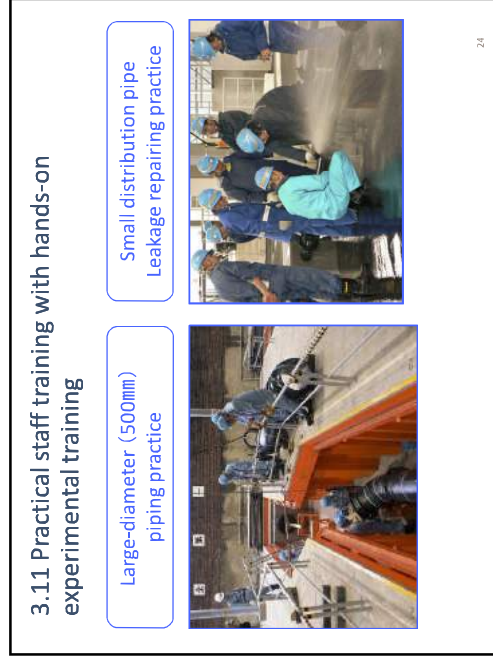 3.11 Practical staff training with hands-on
experimental training
Large-diameter (500mm)
piping practice
Small distribution pipe
Leakage repairing practice
24